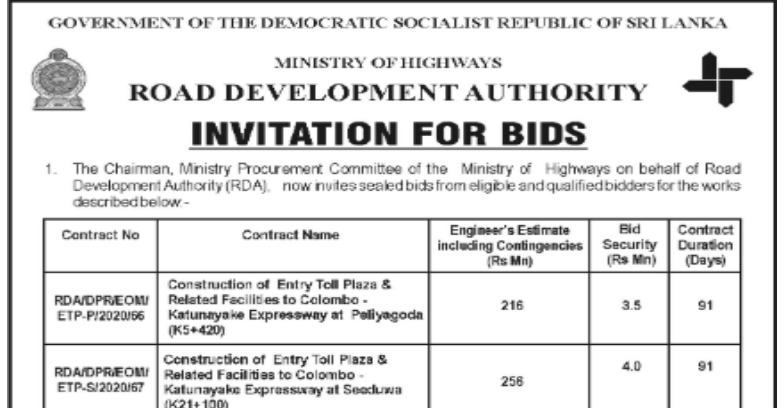 GOVERNMENT OF THE DEMOCRATIC SOCIALIST REPUBLIC OF SRI LANKA
MINISTRY OF HIGHWAYS
ROAD DEVELOPMENT AUTHORITY
INVITATION FOR BIDS
1. The Chairman, Ministry Procurement Committee of the Ministry of Highways on behalf of Road
Development Authority (RDA), now invites sealed bids from eligible and qualified bidders for the works
described below:-
Contract No
Contract Name
Engineer's Estimate
including Contingencies
(Rs Mn)
Bid
Security
(Rs Mn)
Contract
Duration
(Days)
RDA/DPR/EOM/
ETP-P/2020/66
Construction of Entry Toll Plaza &
Related Facilities to Colombo -
Katunayake Expressway at Peliyagoda
(K5+420)
216
3.5
91
RDA/DPR/EOM/
ETP-S/2020/67
Construction of Entry Toll Plaza &
Related Facilities to Colombo -
Katunayake Expressway at Seeduwa
(K21+100)
256
4.0
91